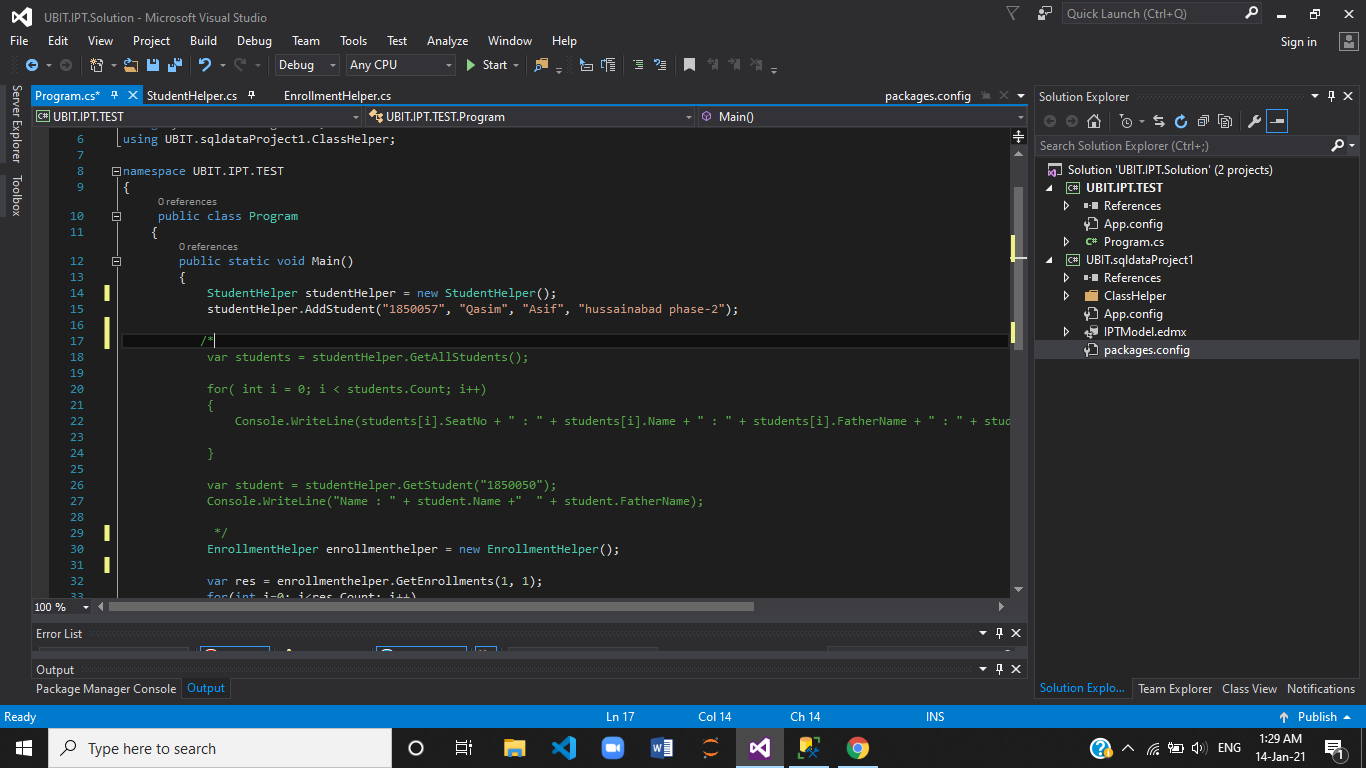 UBIT.IPT.Solution - Microsoft Visual Studio
Quick Launch (Ctrl+Q)
File Edit View Project Build Debug Team Tools Test Analyze Window Help
Sign in
Debug Any CPU Start
Server Explorer
Toolbox
Program.cs* StudentHelper.cs EnrollmentHelper.cs packages.config
UBIT.IPT.TEST UBIT.IPT.TEST.Program Main()
6 using UBIT.sqldataProject1.ClassHelper;
7
8 namespace UBIT.IPT.TEST
9 {
0 references
10 public class Program
11 {
0 references
12 public static void Main()
13 {
14 StudentHelper studentHelper = new StudentHelper();
15 studentHelper.AddStudent("1850057", "Qasim", "Asif", "hussainabad phase-2");
16
17 /*
18 var students = studentHelper.GetAllStudents();
19
20 for( int i = 0; i < students.Count; i++)
21 {
22 Console.WriteLine(students[i].SeatNo + " : " + students[i].Name + " : " + students[i].FatherName + " : " + stud
23
24 }
25
26 var student = studentHelper.GetStudent("1850050");
27 Console.WriteLine("Name : " + student.Name +"  " + student.FatherName);
28
29 */
30 EnrollmentHelper enrollmenthelper = new EnrollmentHelper();
31
32 var res = enrollmenthelper.GetEnrollments(1, 1);
33 for(int i=0; i<res.Count; i++)
100 %
Error List
Output
Package Manager Console Output
Solution Explorer
Search Solution Explorer (Ctrl+;)
Solution 'UBIT.IPT.Solution' (2 projects)
UBIT.IPT.TEST
References
App.config
Program.cs
UBIT.sqldataProject1
References
ClassHelper
App.config
IPTModel.edmx
packages.config
Solution Explo... Team Explorer Class View Notifications
Ready Ln 17 Col 14 Ch 14 INS Publish
Type here to search
ENG
1:29 AM
14-Jan-21
1